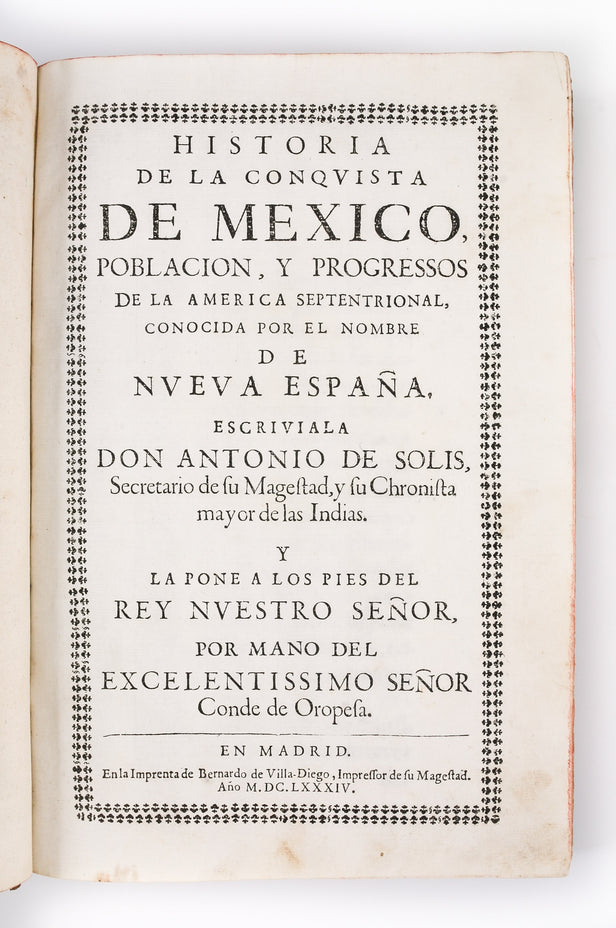 HISTORIA
DE LA CONQVISTA
DE MEXICO,
POBLACION, Y PROGRESSOS
DE LA AMERICA SEPTENTRIONAL,
CONOCIDA POR EL NOMBRE
DE
NVEVA ESPAÑA,
ESCRIVIALA
DON ANTONIO DE SOLIS,
Secretario de ſu Mageſtad, y ſu Chroniſta
mayor de las Indias.
Y
LA PONE A LOS PIES DEL
REY NVESTRO SEÑOR,
POR MANO DEL
EXCELENTISSIMO SEÑOR
Conde de Oropeſa.
EN MADRID.
En la Imprenta de Bernardo de Villa-Diego, Impreſſor de ſu Mageſtad.
Año M.DC.LXXXIV.